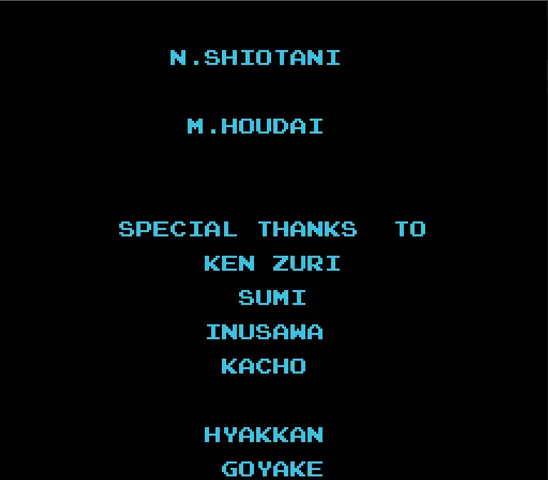 N.SHIOTANI
M.HOUDAI
SPECIAL THANKS  TO
KEN ZURI
SUMI
INUSAWA
KACHO
HYAKKAN
GOYAKE